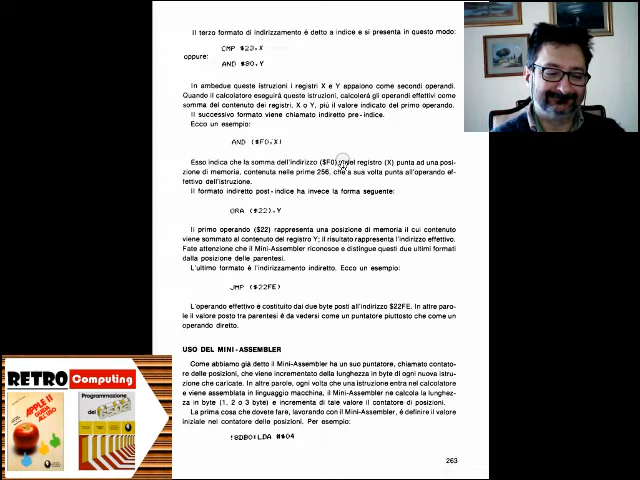 Il terzo formato di indirizzamento è detto a indice e si presenta in questo modo:
CMP $23,X
oppure:
AND $80,Y
In ambedue queste istruzioni i registri X e Y appaiono come secondi operandi.
Quando il calcolatore eseguirà queste istruzioni, calcolerà gli operandi effettivi come
somma del contenuto dei registri, X o Y, più il valore indicato del primo operando.
Il successivo formato viene chiamato indiretto pre-indice.
Ecco un esempio:
AND ($F0,X)
Esso indica che la somma dell'indirizzo ($F0) nel registro (X) punta ad una posi-
zione di memoria, contenuta nelle prime 256, che a sua volta punta all'operando ef-
fettivo dell'istruzione.
Il formato indiretto post-indice ha invece la forma seguente:
ORA ($22),Y
Il primo operando ($22) rappresenta una posizione di memoria il cui contenuto
viene sommato al contenuto del registro Y; il risultato rappresenta l'indirizzo effettivo.
Fate attenzione che il Mini-Assembler riconosce e distingue questi due ultimi formati
dalla posizione delle parentesi.
L'ultimo formato è l'indirizzamento indiretto. Ecco un esempio:
JMP ($22FE)
L'operando effettivo è costituito dai due byte posti all'indirizzo $22FE. In altre paro-
le il valore posto tra parentesi è da vedersi come un puntatore piuttosto che come un
operando diretto.
USO DEL MINI-ASSEMBLER
Come abbiamo già detto il Mini-Assembler ha un suo puntatore, chiamato contato-
re delle posizioni, che viene incrementato della lunghezza in byte di ogni nuova istru-
zione che caricate. In altre parole, ogni volta che una istruzione entra nel calcolatore
e viene assemblata in linguaggio macchina, il Mini-Assembler ne calcola la lunghez-
za in byte (1, 2 o 3 byte) e incrementa di tale valore il contatore di posizioni.
La prima cosa che dovete fare, lavorando con il Mini-Assembler, è definire il valore
iniziale nel contatore delle posizioni. Per esempio:
!8DB0:LDA #$04
263
RETRO Computing
APPLE II
GUIDA
ALL'USO
Programmazione
del